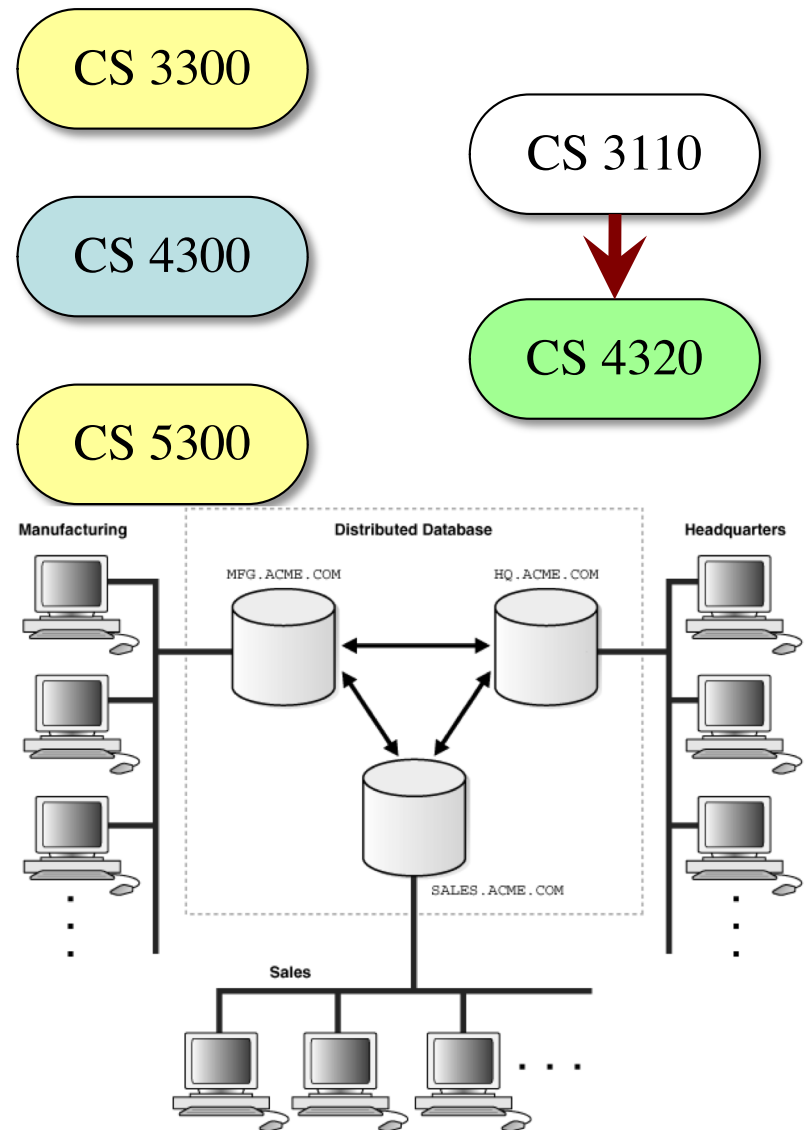 CS 3300
CS 3110
CS 4300
CS 4320
CS 5300
Manufacturing
Distributed Database
Headquarters
MFG.ACME.COM
HQ.ACME.COM
SALES.ACME.COM
Sales